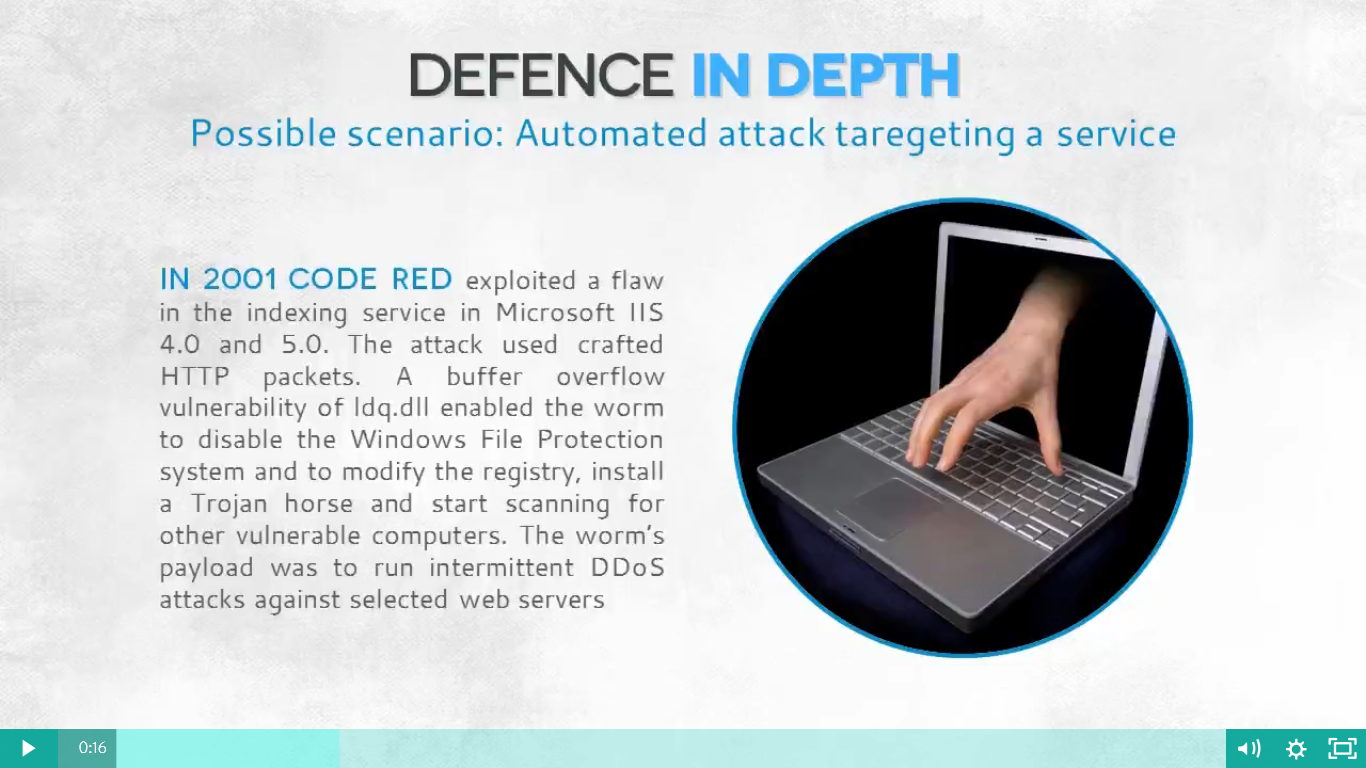 DEFENCE IN DEPTH
Possible scenario: Automated attack taregeting a service
IN 2001 CODE RED exploited a flaw
in the indexing service in Microsoft IIS
4.0 and 5.0. The attack used crafted
HTTP packets. A buffer overflow
vulnerability of ldq.dll enabled the worm
to disable the Windows File Protection
system and to modify the registry, install
a Trojan horse and start scanning for
other vulnerable computers. The worm's
payload was to run intermittent DDoS
attacks against selected web servers
0:16